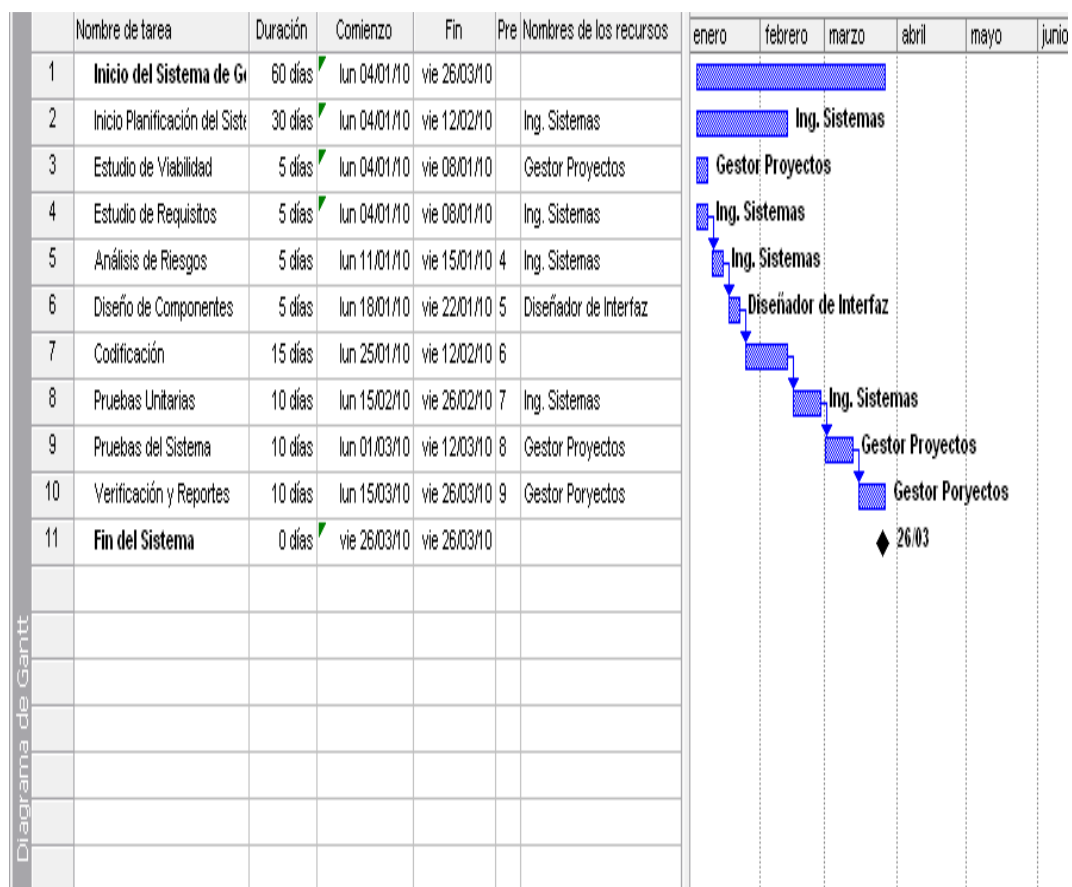 Nombre de tarea Duración Comienzo Fin Pre Nombres de los recursos enero febrero marzo abril mayo junio
1 Inicio del Sistema de Ge 60 días lun 04/01/10 vie 26/03/10
2 Inicio Planificación del Siste 30 días lun 04/01/10 vie 12/02/10 Ing. Sistemas Ing. Sistemas
3 Estudio de Viabilidad 5 días lun 04/01/10 vie 08/01/10 Gestor Proyectos Gestor Proyectos
4 Estudio de Requisitos 5 días lun 04/01/10 vie 08/01/10 Ing. Sistemas Ing. Sistemas
5 Análisis de Riesgos 5 días lun 11/01/10 vie 15/01/10 4 Ing. Sistemas Ing. Sistemas
6 Diseño de Componentes 5 días lun 18/01/10 vie 22/01/10 5 Diseñador de Interfaz Diseñador de Interfaz
7 Codificación 15 días lun 25/01/10 vie 12/02/10 6
8 Pruebas Unitarias 10 días lun 15/02/10 vie 26/02/10 7 Ing. Sistemas Ing. Sistemas
9 Pruebas del Sistema 10 días lun 01/03/10 vie 12/03/10 8 Gestor Proyectos Gestor Proyectos
10 Verificación y Reportes 10 días lun 15/03/10 vie 26/03/10 9 Gestor Poryectos Gestor Poryectos
11 Fin del Sistema 0 días vie 26/03/10 vie 26/03/10 26/03
Diagrama de Gantt